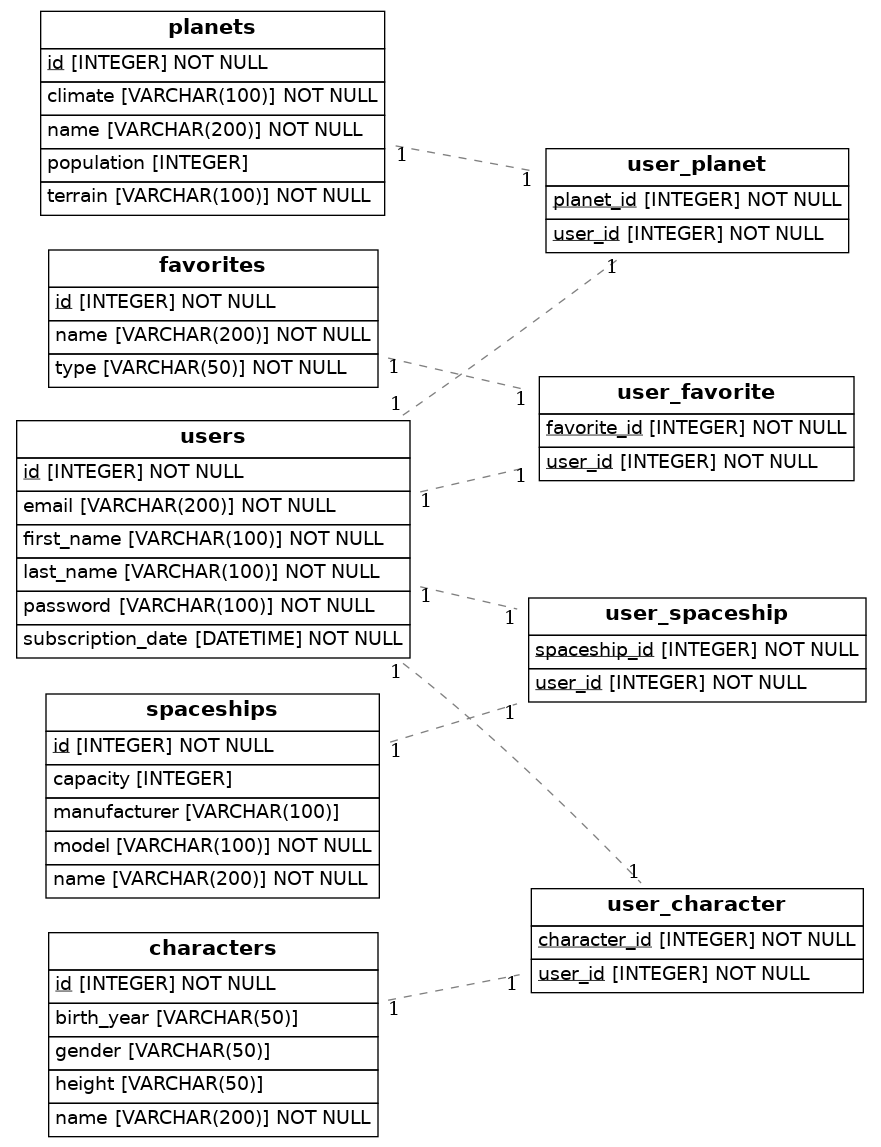 planets
id [INTEGER] NOT NULL
climate [VARCHAR(100)] NOT NULL
name [VARCHAR(200)] NOT NULL
population [INTEGER]
terrain [VARCHAR(100)] NOT NULL
1
1
user_planet
planet_id [INTEGER] NOT NULL
user_id [INTEGER] NOT NULL
1
1
favorites
id [INTEGER] NOT NULL
name [VARCHAR(200)] NOT NULL
type [VARCHAR(50)] NOT NULL
1
1
user_favorite
favorite_id [INTEGER] NOT NULL
user_id [INTEGER] NOT NULL
1
1
users
id [INTEGER] NOT NULL
email [VARCHAR(200)] NOT NULL
first_name [VARCHAR(100)] NOT NULL
last_name [VARCHAR(100)] NOT NULL
password [VARCHAR(100)] NOT NULL
subscription_date [DATETIME] NOT NULL
1
1
user_spaceship
spaceship_id [INTEGER] NOT NULL
user_id [INTEGER] NOT NULL
1
1
spaceships
id [INTEGER] NOT NULL
capacity [INTEGER]
manufacturer [VARCHAR(100)]
model [VARCHAR(100)] NOT NULL
name [VARCHAR(200)] NOT NULL
1
1
user_character
character_id [INTEGER] NOT NULL
user_id [INTEGER] NOT NULL
1
1
characters
id [INTEGER] NOT NULL
birth_year [VARCHAR(50)]
gender [VARCHAR(50)]
height [VARCHAR(50)]
name [VARCHAR(200)] NOT NULL